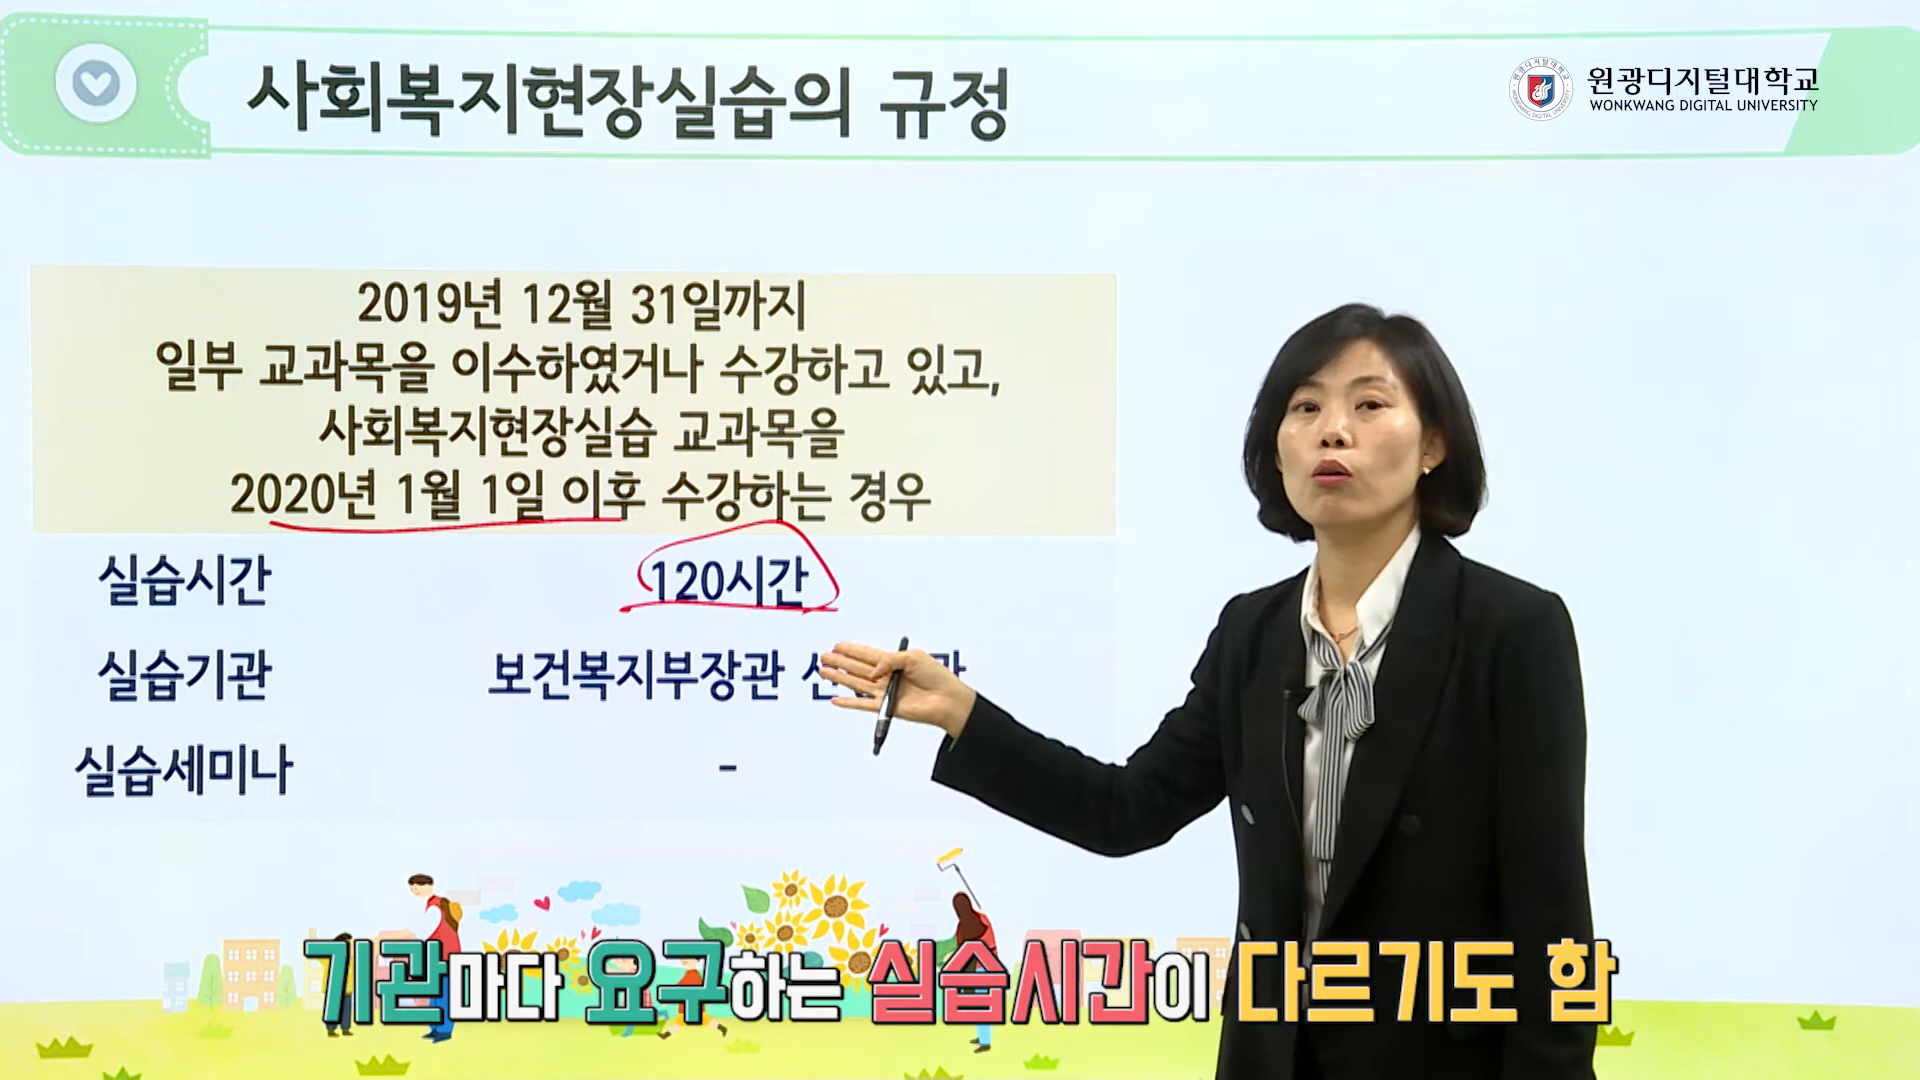 사회복지현장실습의 규정
원광디지털대학교
WONKWANG DIGITAL UNIVERSITY
2019년 12월 31일까지
일부 교과목을 이수하였거나 수강하고 있고,
사회복지현장실습 교과목을
2020년 1월 1일 이후 수강하는 경우
실습시간 120시간
실습기관 보건복지부장관
실습세미나 -
기관마다 요구하는 실습시간이 다르기도 함